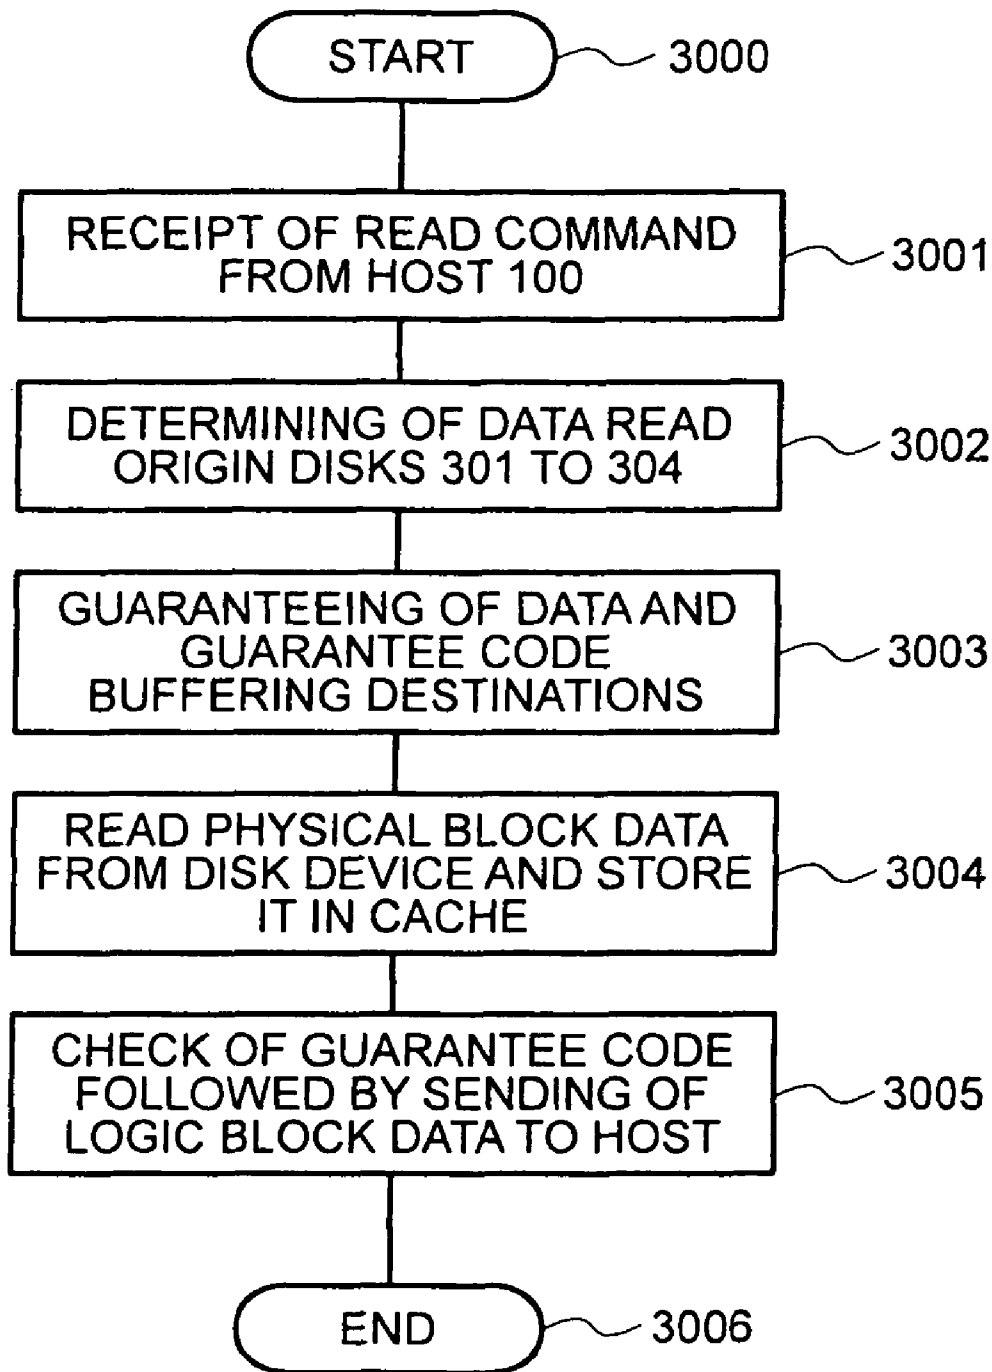 START
3000
RECEIPT OF READ COMMAND
FROM HOST 100
3001
DETERMINING OF DATA READ
ORIGIN DISKS 301 TO 304
3002
GUARANTEEING OF DATA AND
GUARANTEE CODE
BUFFERING DESTINATIONS
3003
READ PHYSICAL BLOCK DATA
FROM DISK DEVICE AND STORE
IT IN CACHE
3004
CHECK OF GUARANTEE CODE
FOLLOWED BY SENDING OF
LOGIC BLOCK DATA TO HOST
3005
END
3006